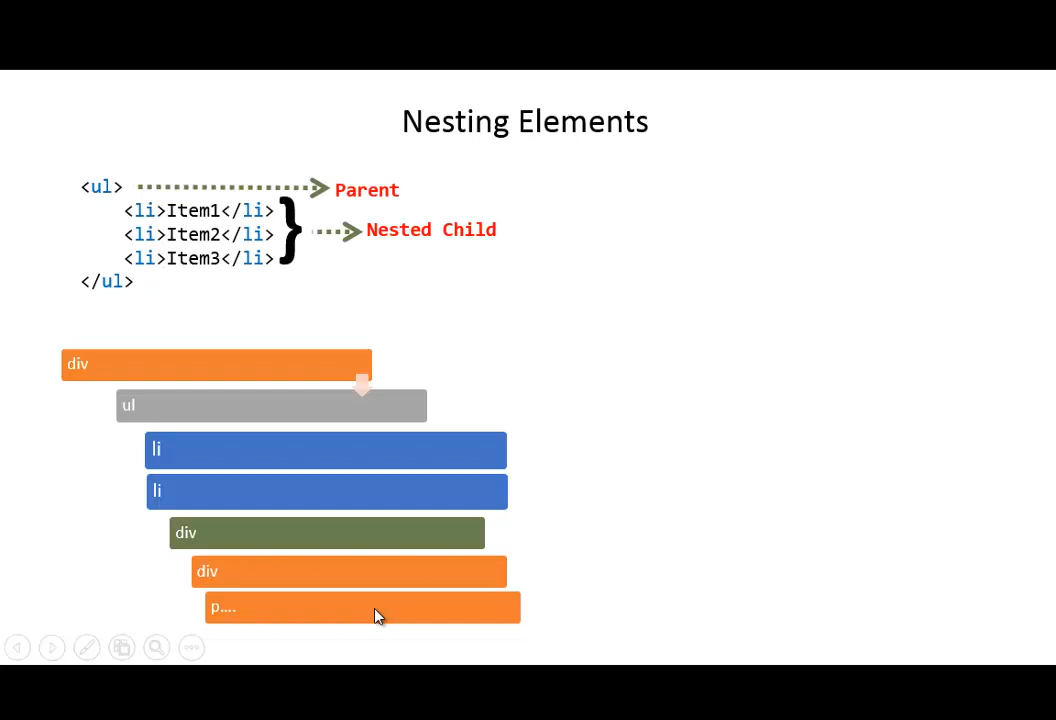 Nesting Elements
<ul>
Parent
<li>Item1</li>
<li>Item2</li>
<li>Item3</li>
Nested Child
</ul>
div
ul
li
li
div
div
p....